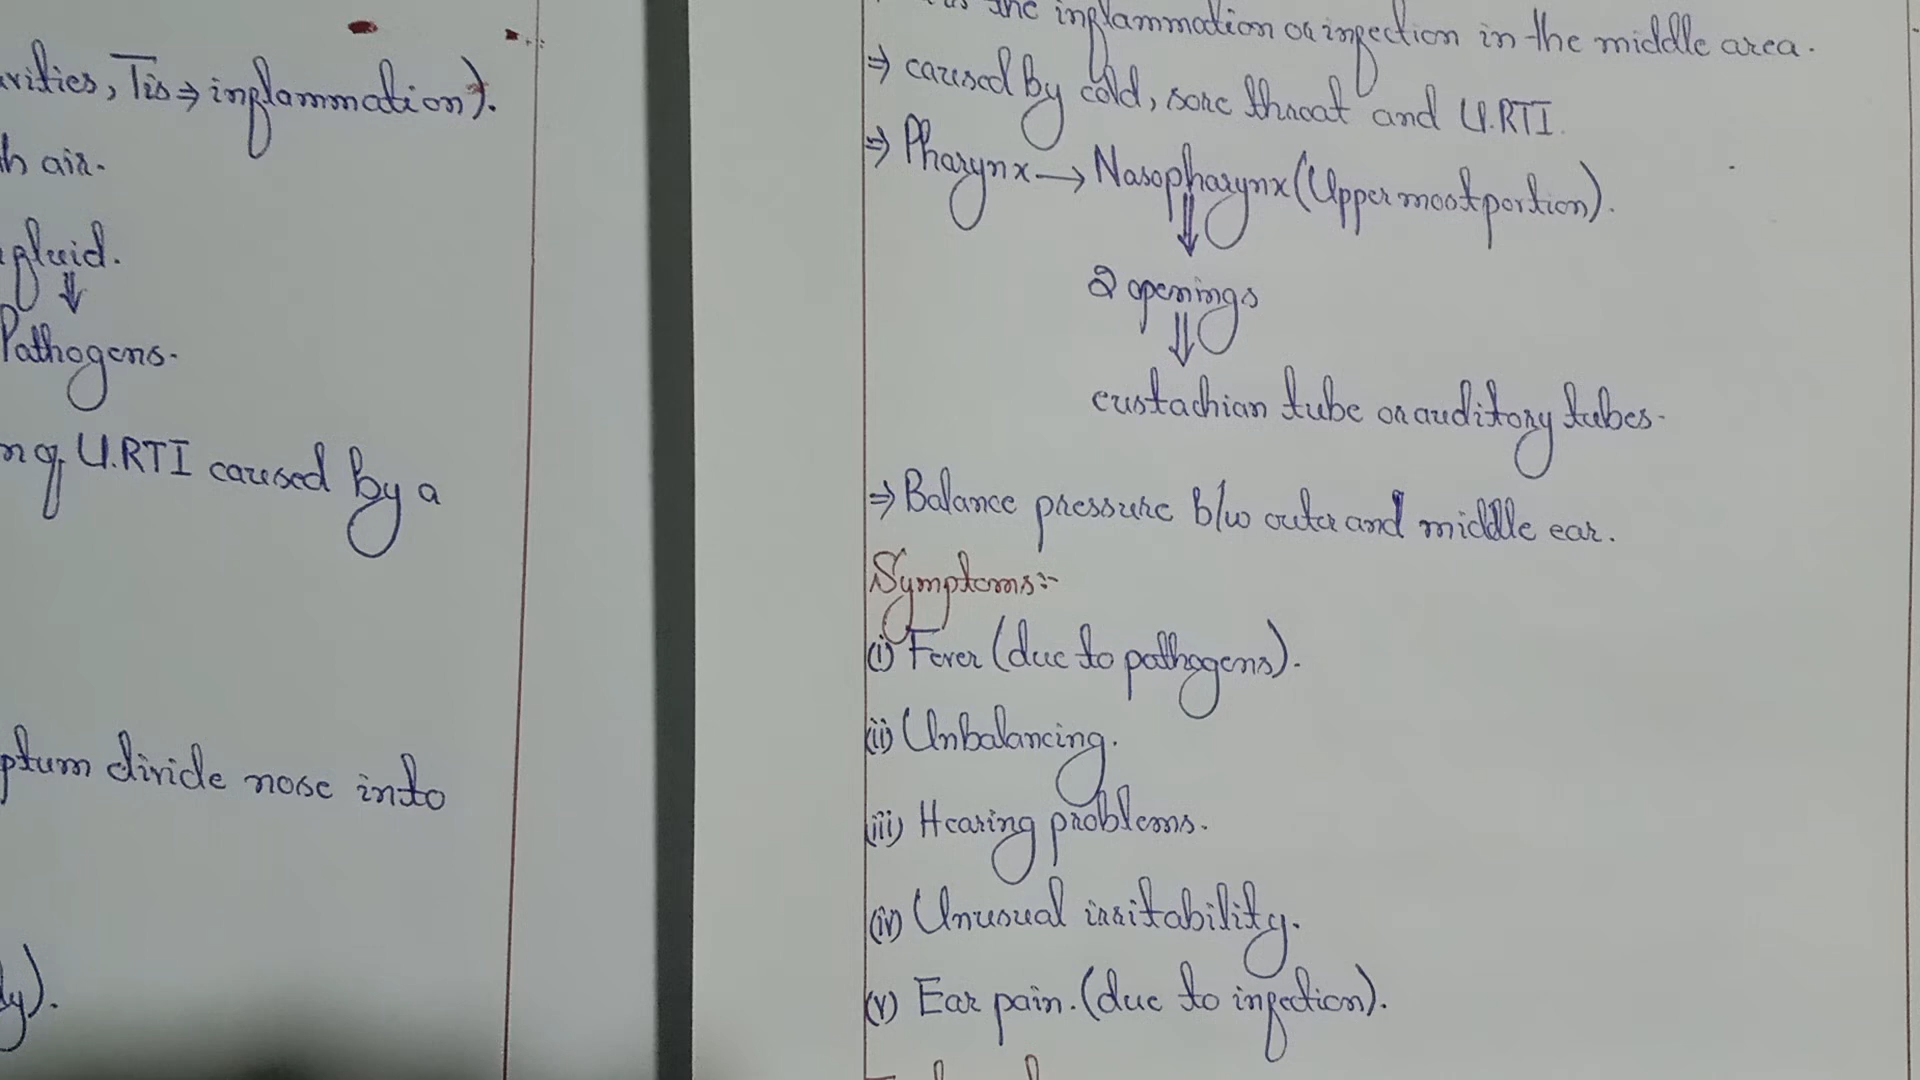 Tis⇒inflammation).
air.
fluid.
⇓
Pathogens.
U.RTI caused by a
divide nose into
the inflammation or infection in the middle area.
⇒ caused by cold, sore throat and U.RTI.
⇒ Pharynx → Nasopharynx (Upper most portion).
⇓
2 openings
⇓
eustachian tube or auditory tubes.
⇒ Balance pressure b/w outer and middle ear.
Symptoms:-
(i) Fever (due to pathogens).
(ii) Unbalancing.
(iii) Hearing problems.
(iv) Unusual irritability.
(v) Ear pain. (due to infection).